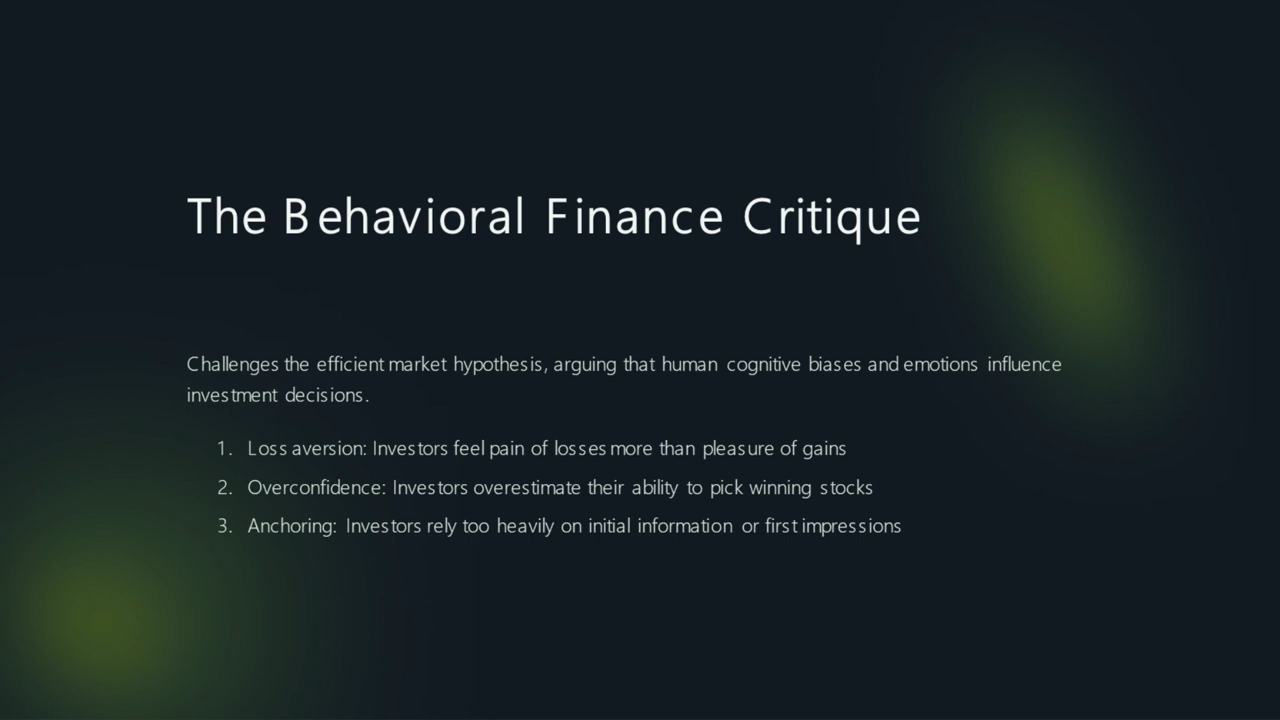 The Behavioral Finance Critique
Challenges the efficient market hypothesis, arguing that human cognitive biases and emotions influence
investment decisions.
1. Loss aversion: Investors feel pain of losses more than pleasure of gains
2. Overconfidence: Investors overestimate their ability to pick winning stocks
3. Anchoring: Investors rely too heavily on initial information or first impressions